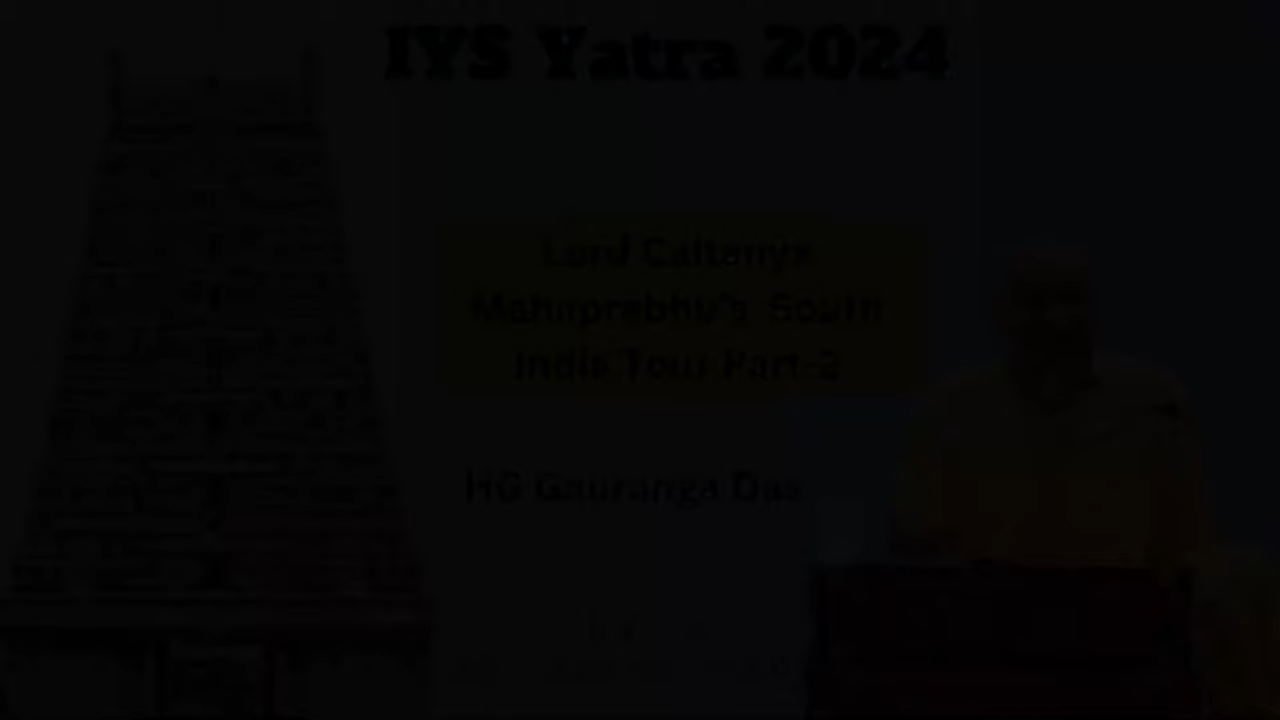 IYS Yatra 2024
Lord Caitanya
Mahaprabhu's South
India Tour Part-2
HG Gauranga Das